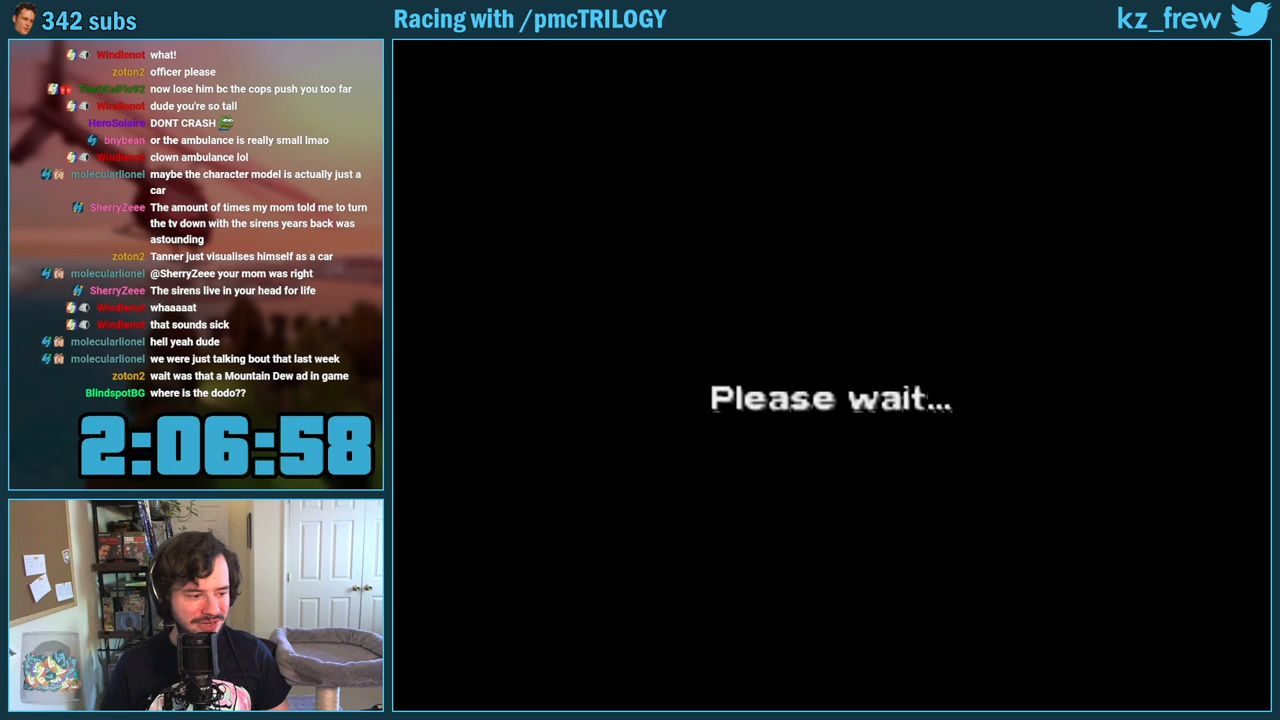 342 subs
Racing with /pmcTRILOGY
kz_frew
Windlenot what!
zoton2 officer please
now lose him bc the cops push you too far
Windlenot dude you're so tall
HeroSolaire DONT CRASH
bnybean or the ambulance is really small lmao
Windlenot clown ambulance lol
molecularlionel maybe the character model is actually just a
car
SherryZeee The amount of times my mom told me to turn
the tv down with the sirens years back was
astounding
zoton2 Tanner just visualises himself as a car
molecularlionel @SherryZeee your mom was right
SherryZeee The sirens live in your head for life
Windlenot whaaaaat
Windlenot that sounds sick
molecularlionel hell yeah dude
molecularlionel we were just talking bout that last week
zoton2 wait was that a Mountain Dew ad in game
BlindspotBG where is the dodo??
2:06:58
Please wait...